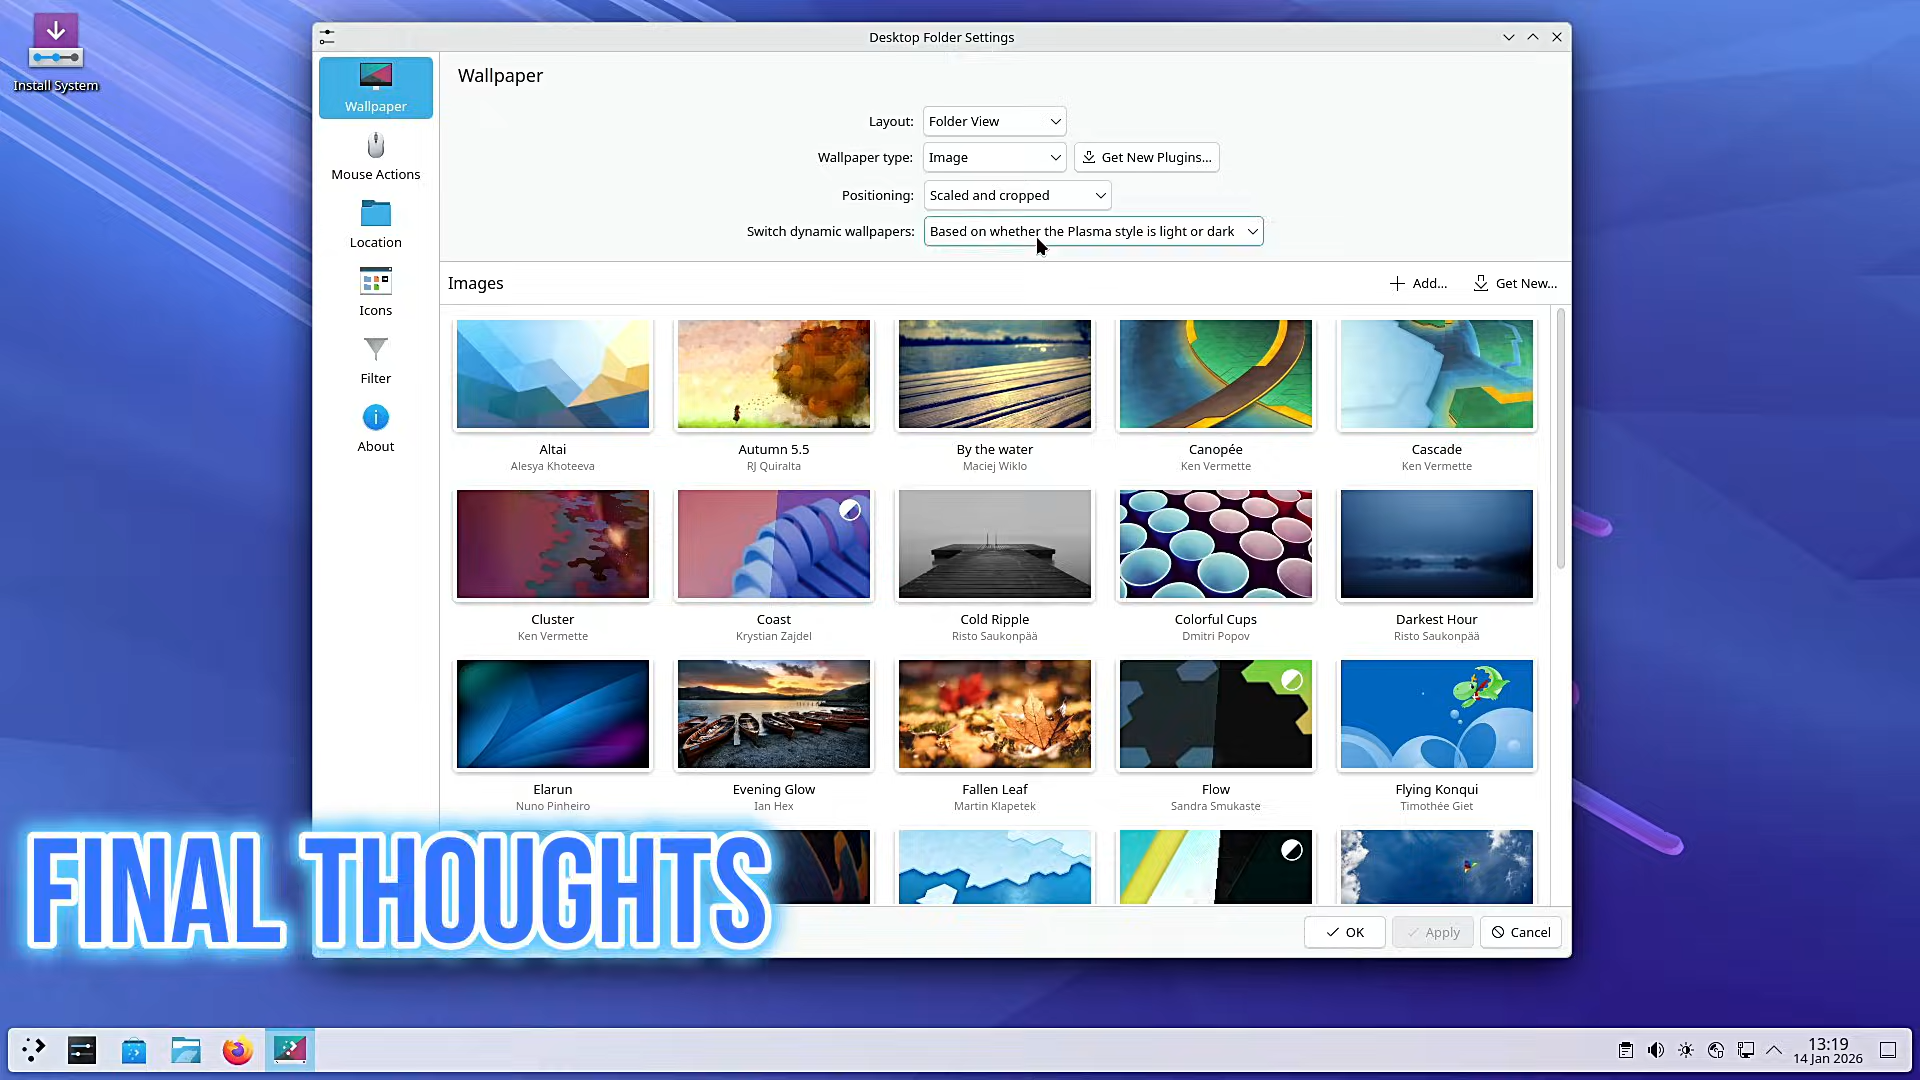 Install System
Desktop Folder Settings
Wallpaper
Mouse Actions
Location
Icons
Filter
About
Wallpaper
Layout: Folder View
Wallpaper type: Image Get New Plugins...
Positioning: Scaled and cropped
Switch dynamic wallpapers: Based on whether the Plasma style is light or dark
Images Add... Get New...
Altai Autumn 5.5 By the water Canopée Cascade
Alesya Khoteeva RJ Quiralta Maciej Wiklo Ken Vermette Ken Vermette
Cluster Coast Cold Ripple Colorful Cups Darkest Hour
Ken Vermette Krystian Zajdel Risto Saukonpää Dmitri Popov Risto Saukonpää
Elarun Evening Glow Fallen Leaf Flow Flying Konqui
Nuno Pinheiro Ian Hex Martin Klapetek Sandra Smukaste Timothée Giet
FINAL THOUGHTS
OK Apply Cancel
13:19
14 Jan 2026